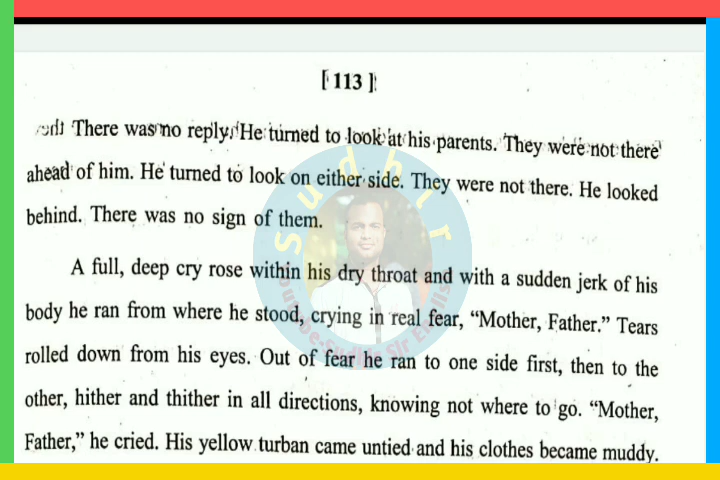 [ 113 ]
There was no reply. He turned to look at his parents. They were not there
ahead of him. He turned to look on either side. They were not there. He looked
behind. There was no sign of them.
A full, deep cry rose within his dry throat and with a sudden jerk of his
body he ran from where he stood, crying in real fear, “Mother, Father.” Tears
rolled down from his eyes. Out of fear he ran to one side first, then to the
other, hither and thither in all directions, knowing not where to go. “Mother,
Father,” he cried. His yellow turban came untied and his clothes became muddy.
Sudhir
Youtube-Sudhir Sir English